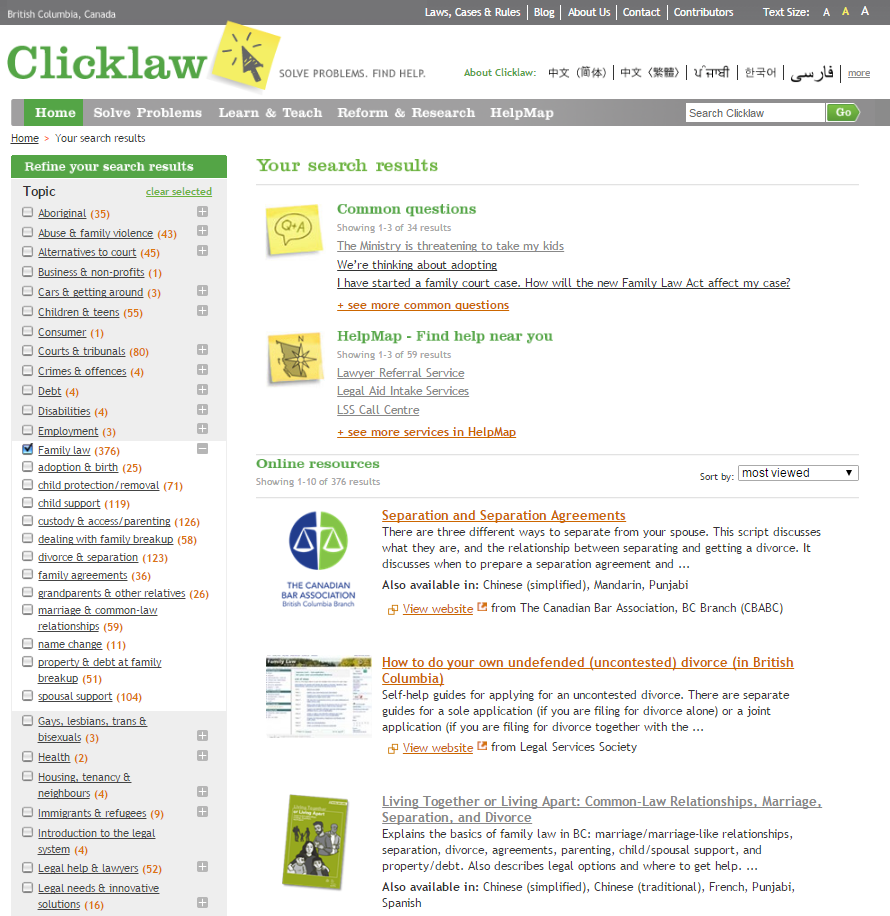 British Columbia, Canada
Laws, Cases & Rules | Blog | About Us | Contact | Contributors
Text Size: A A A
Clicklaw
SOLVE PROBLEMS. FIND HELP.
About Clicklaw: 中文 (简体) | 中文 (繁體) | ਪੰਜਾਬੀ | 한국어 | فارسی | more
Home Solve Problems Learn & Teach Reform & Research HelpMap
Search Clicklaw Go
Home > Your search results
Refine your search results
Topic clear selected
Aboriginal (35)
Abuse & family violence (43)
Alternatives to court (45)
Business & non-profits (1)
Cars & getting around (3)
Children & teens (55)
Consumer (1)
Courts & tribunals (80)
Crimes & offences (4)
Debt (4)
Disabilities (4)
Employment (3)
Family law (376)
adoption & birth (25)
child protection/removal (71)
child support (119)
custody & access/parenting (126)
dealing with family breakup (58)
divorce & separation (123)
family agreements (36)
grandparents & other relatives (26)
marriage & common-law
relationships (59)
name change (11)
property & debt at family
breakup (51)
spousal support (104)
Gays, lesbians, trans &
bisexuals (3)
Health (2)
Housing, tenancy &
neighbours (4)
Immigrants & refugees (9)
Introduction to the legal
system (4)
Legal help & lawyers (52)
Legal needs & innovative
solutions (16)
Your search results
Q+A
Common questions
Showing 1-3 of 34 results
The Ministry is threatening to take my kids
We're thinking about adopting
I have started a family court case. How will the new Family Law Act affect my case?
+ see more common questions
N
HelpMap - Find help near you
Showing 1-3 of 59 results
Lawyer Referral Service
Legal Aid Intake Services
LSS Call Centre
+ see more services in HelpMap
Online resources
Showing 1-10 of 376 results
Sort by: most viewed
THE CANADIAN
BAR ASSOCIATION
British Columbia Branch
Separation and Separation Agreements
There are three different ways to separate from your spouse. This script discusses
what they are, and the relationship between separating and getting a divorce. It
discusses when to prepare a separation agreement and ...
Also available in: Chinese (simplified), Mandarin, Punjabi
View website from The Canadian Bar Association, BC Branch (CBABC)
Family Law
How to do your own undefended (uncontested) divorce (in British
Columbia)
Self-help guides for applying for an uncontested divorce. There are separate
guides for a sole application (if you are filing for divorce alone) or a joint
application (if you are filing for divorce together with the ...
View website from Legal Services Society
Living Together
or Living Apart
Living Together or Living Apart: Common-Law Relationships, Marriage,
Separation, and Divorce
Explains the basics of family law in BC: marriage/marriage-like relationships,
separation, divorce, agreements, parenting, child/spousal support, and
property/debt. Also describes legal options and where to get help. ...
Also available in: Chinese (simplified), Chinese (traditional), French, Punjabi,
Spanish